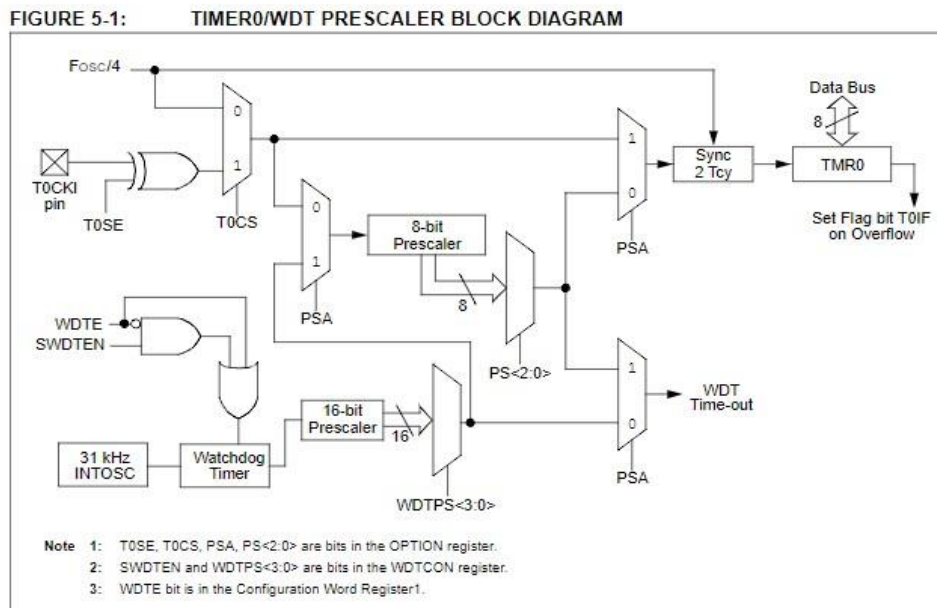 FIGURE 5-1: TIMER0/WDT PRESCALER BLOCK DIAGRAM
Fosc/4
Data Bus
8
0
1
1
0
T0CKI
pin
T0SE
T0CS
Sync
2 Tcy
TMR0
Set Flag bit T0IF
on Overflow
PSA
0
1
8-bit
Prescaler
8
PSA
PS<2:0>
WDTE
SWDTEN
1
0
WDT
Time-out
PSA
31 kHz
INTOSC
Watchdog
Timer
16-bit
Prescaler
16
WDTPS<3:0>
Note 1: T0SE, T0CS, PSA, PS<2:0> are bits in the OPTION register.
2: SWDTEN and WDTPS<3:0> are bits in the WDTCON register.
3: WDTE bit is in the Configuration Word Register1.